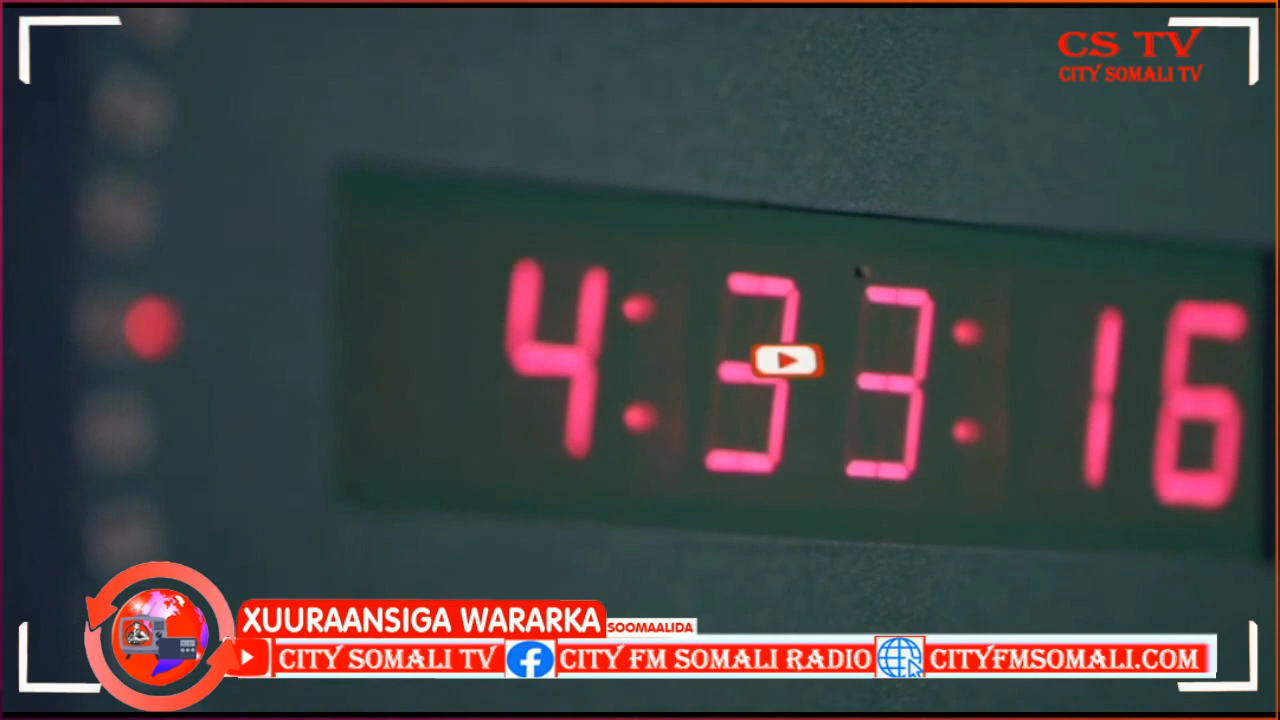 CS TV
CITY SOMALI TV
4:33:16
XUURAANSIGA WARARKA
SOOMAALIDA
CITY SOMALI TV CITY FM SOMALI RADIO CITYFMSOMALI.COM